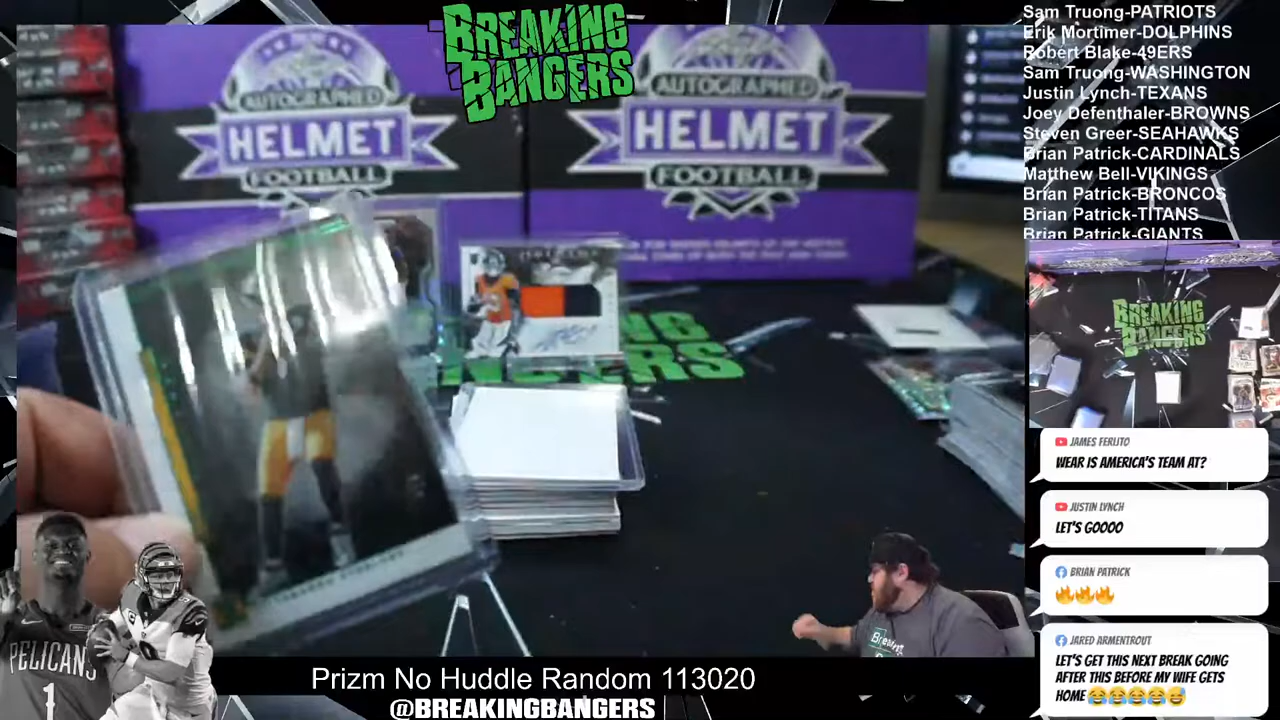 BREAKING
BANGERS
AUTOGRAPHED
HELMET
FOOTBALL
AUTOGRAPHED
HELMET
FOOTBALL
Sam Truong-PATRIOTS
Erik Mortimer-DOLPHINS
Robert Blake-49ERS
Sam Truong-WASHINGTON
Justin Lynch-TEXANS
Joey Defenthaler-BROWNS
Steven Greer-SEAHAWKS
Brian Patrick-CARDINALS
Matthew Bell-VIKINGS
Brian Patrick-BRONCOS
Brian Patrick-TITANS
Brian Patrick-GIANTS
BREAKING
BANGERS
JAMES FERLITO
WEAR IS AMERICA'S TEAM AT?
JUSTIN LYNCH
LET'S GOOOO
BRIAN PATRICK
🔥🔥🔥
JARED ARMENTROUT
LET'S GET THIS NEXT BREAK GOING
AFTER THIS BEFORE MY WIFE GETS
HOME 😂😂😂😂😅
PELICANS
1
Prizm No Huddle Random 113020
@BREAKINGBANGERS